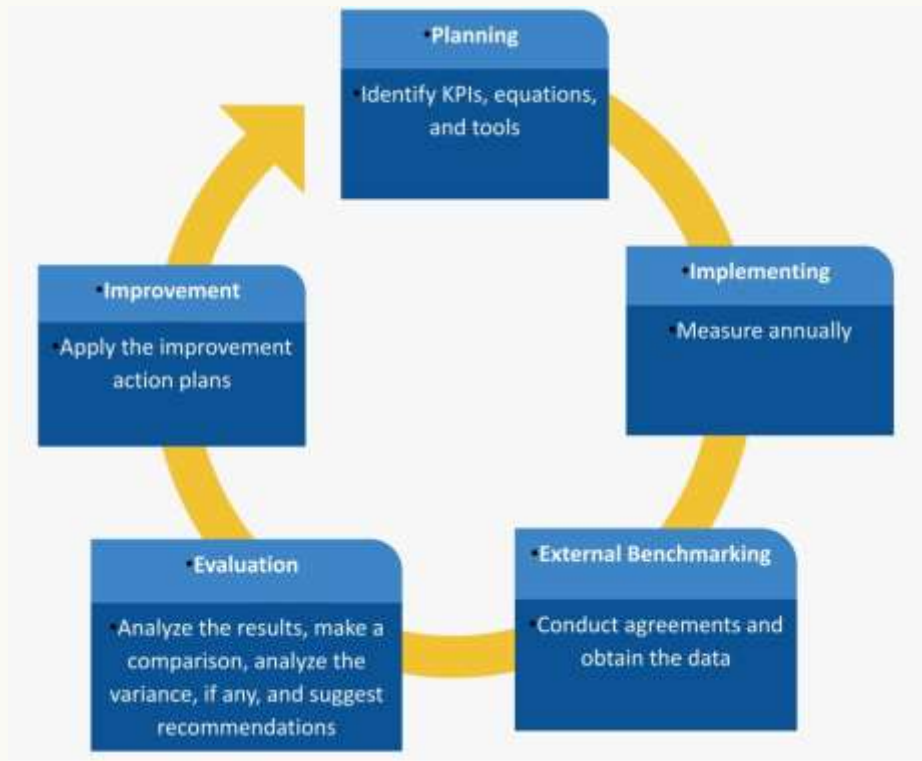 •Planning
•Identify KPIs, equations,
and tools
•Implementing
•Measure annually
•External Benchmarking
•Conduct agreements and
obtain the data
•Evaluation
•Analyze the results, make a
comparison, analyze the
variance, if any, and suggest
recommendations
•Improvement
•Apply the improvement
action plans